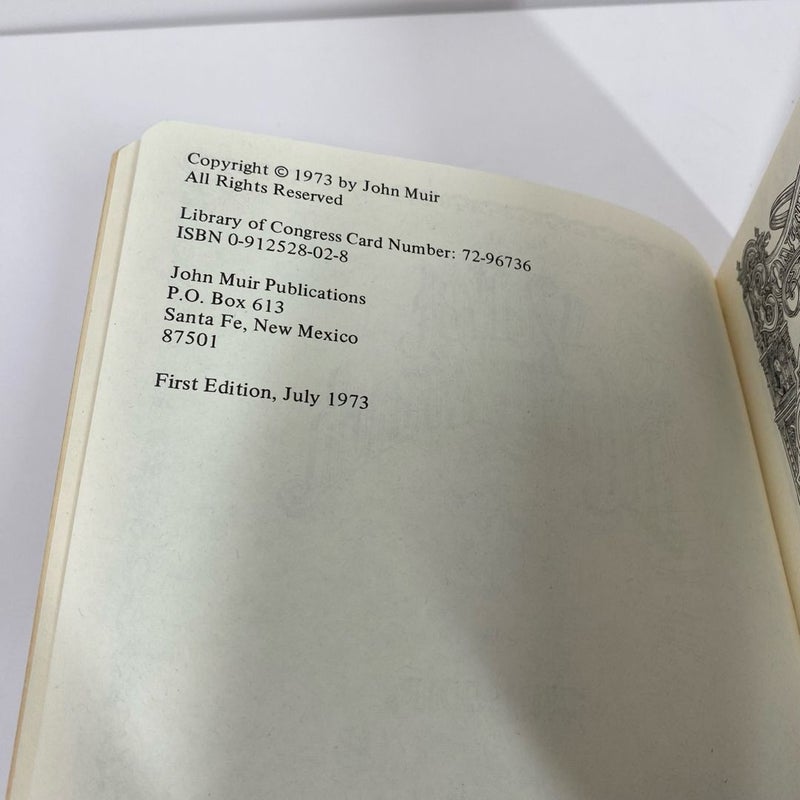 Copyright © 1973 by John Muir
All Rights Reserved
Library of Congress Card Number: 72-96736
ISBN 0-912528-02-8
John Muir Publications
P.O. Box 613
Santa Fe, New Mexico
87501
First Edition, July 1973